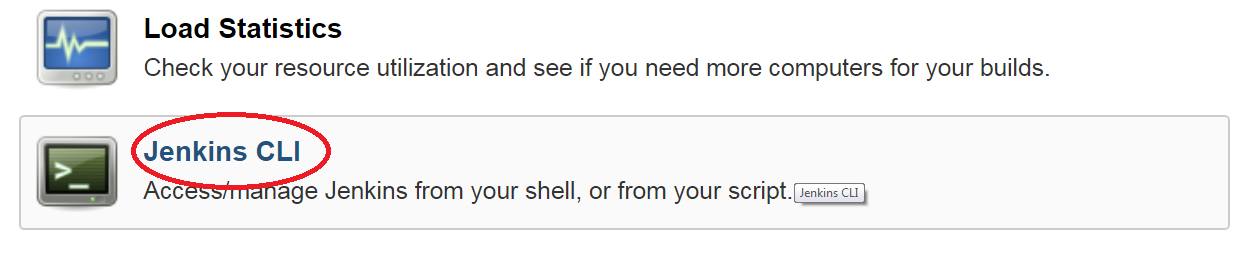 Load Statistics
Check your resource utilization and see if you need more computers for your builds.
Jenkins CLI
Access/manage Jenkins from your shell, or from your script.
Jenkins CLI